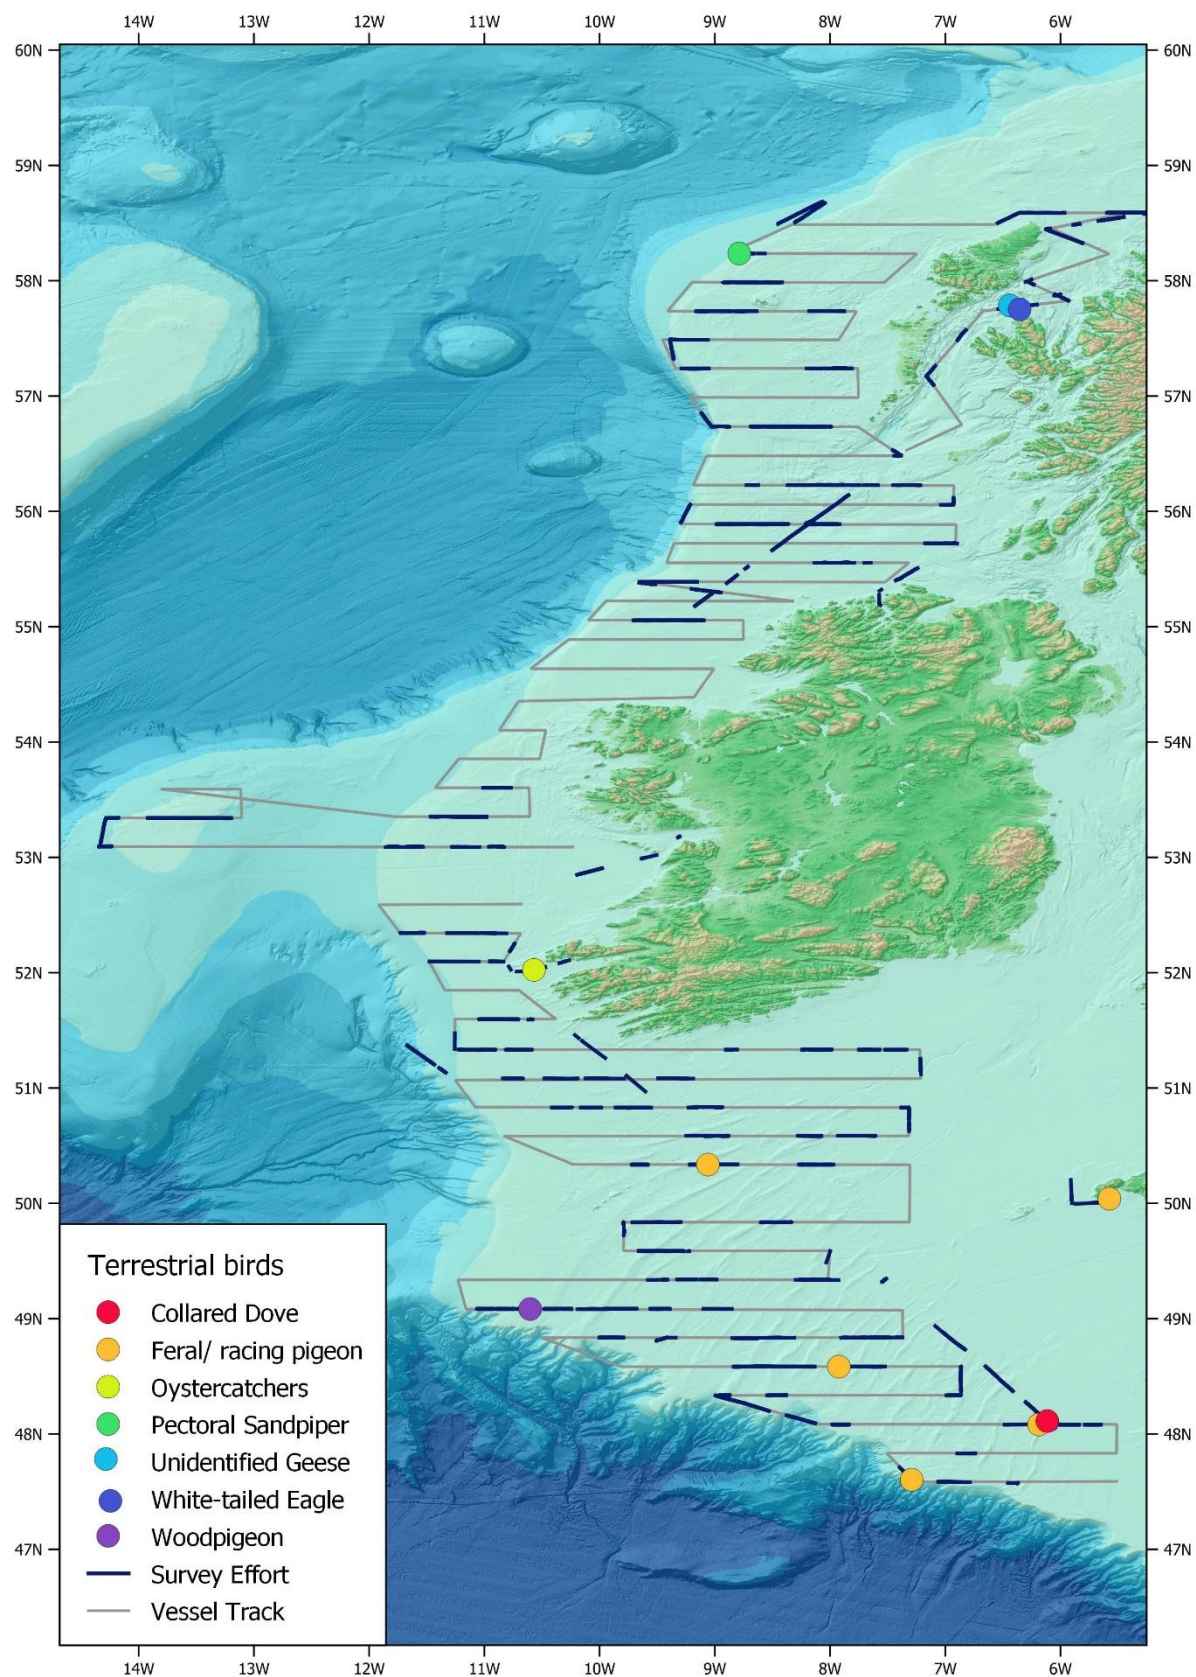 14W 13W 12W 11W 10W 9W 8W 7W 6W
60N 60N
59N 59N
58N 58N
57N 57N
56N 56N
55N 55N
54N 54N
53N 53N
52N 52N
51N 51N
50N 50N
Terrestrial birds
Collared Dove
49N 49N
Feral/ racing pigeon
Oystercatchers
Pectoral Sandpiper
48N 48N
Unidentified Geese
White-tailed Eagle
Woodpigeon
47N 47N
Survey Effort
Vessel Track
14W 13W 12W 11W 10W 9W 8W 7W 6W